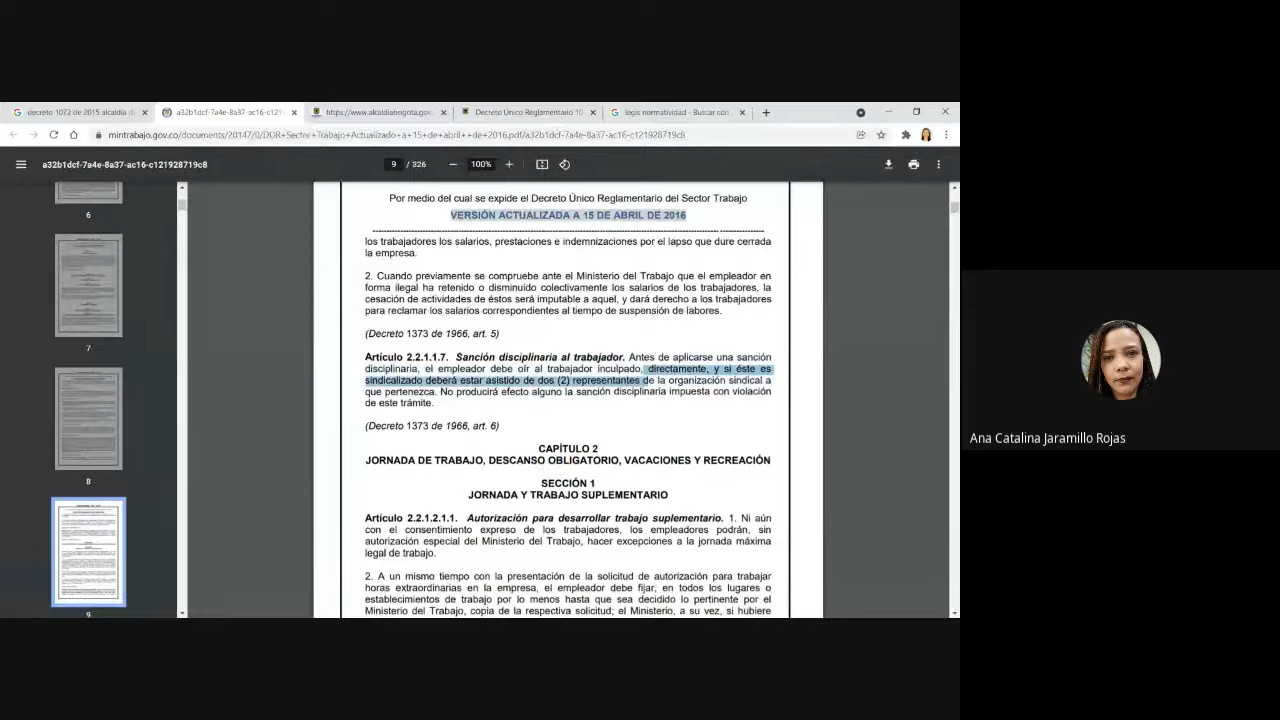 decreto 1072 de 2015 alcaldia d
a32b1dcf-7a4e-8a37-ac16-c121
https://www.alcaldiabogota.gov.
Decreto Único Reglamentario 10
legis normatividad - Buscar con
mintrabajo.gov.co/documents/20147/0/DUR+Sector+Trabajo+Actualizado+a+15+de+abril++de+2016.pdf/a32b1dcf-7a4e-8a37-ac16-c121928719c8
a32b1dcf-7a4e-8a37-ac16-c121928719c8
9 / 326
100%
6
7
8
9
Por medio del cual se expide el Decreto Único Reglamentario del Sector Trabajo
VERSIÓN ACTUALIZADA A 15 DE ABRIL DE 2016
los trabajadores los salarios, prestaciones e indemnizaciones por el lapso que dure cerrada
la empresa.
2. Cuando previamente se compruebe ante el Ministerio del Trabajo que el empleador en
forma ilegal ha retenido o disminuido colectivamente los salarios de los trabajadores, la
cesación de actividades de éstos será imputable a aquel, y dará derecho a los trabajadores
para reclamar los salarios correspondientes al tiempo de suspensión de labores.
(Decreto 1373 de 1966, art. 5)
Artículo 2.2.1.1.7. Sanción disciplinaria al trabajador. Antes de aplicarse una sanción
disciplinaria, el empleador debe oír al trabajador inculpado, directamente, y si éste es
sindicalizado deberá estar asistido de dos (2) representantes de la organización sindical a
que pertenezca. No producirá efecto alguno la sanción disciplinaria impuesta con violación
de este trámite.
(Decreto 1373 de 1966, art. 6)
CAPÍTULO 2
JORNADA DE TRABAJO, DESCANSO OBLIGATORIO, VACACIONES Y RECREACIÓN
SECCIÓN 1
JORNADA Y TRABAJO SUPLEMENTARIO
Artículo 2.2.1.2.1.1. Autorización para desarrollar trabajo suplementario. 1. Ni aún
con el consentimiento expreso de los trabajadores, los empleadores podrán, sin
autorización especial del Ministerio del Trabajo, hacer excepciones a la jornada máxima
legal de trabajo.
2. A un mismo tiempo con la presentación de la solicitud de autorización para trabajar
horas extraordinarias en la empresa, el empleador debe fijar, en todos los lugares o
establecimientos de trabajo por lo menos hasta que sea decidido lo pertinente por el
Ministerio del Trabajo, copia de la respectiva solicitud; el Ministerio, a su vez, si hubiere
Ana Catalina Jaramillo Rojas